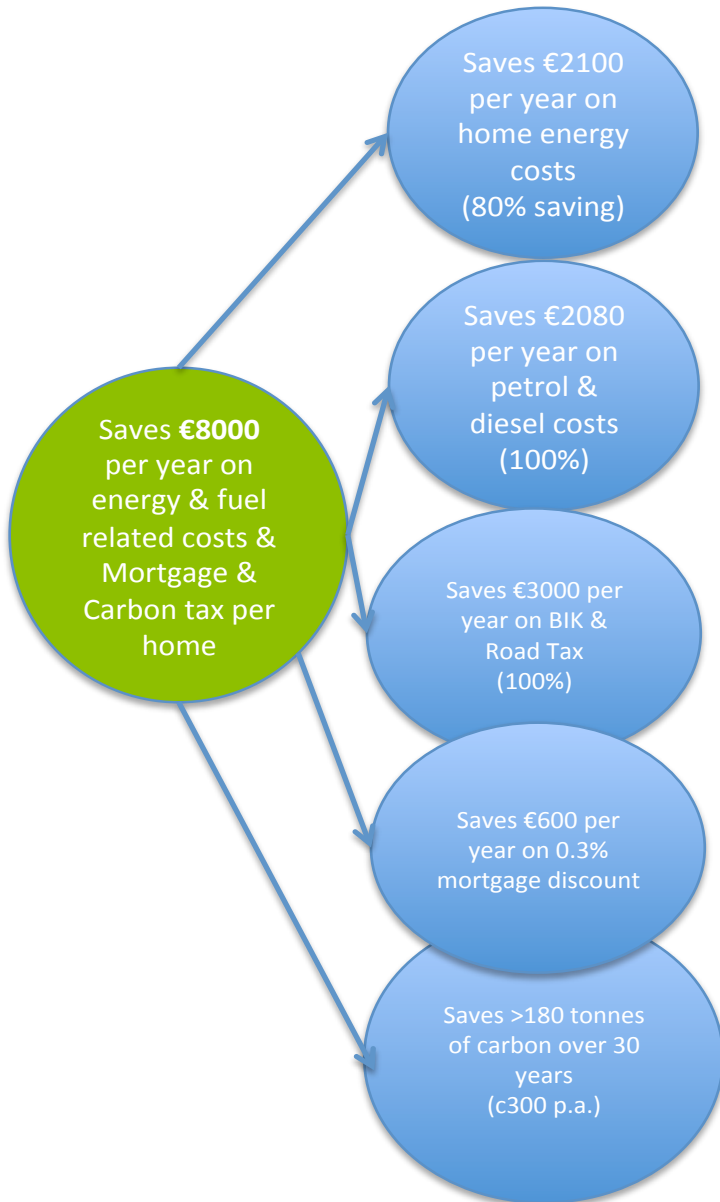 Saves €2100
per year on
home energy
costs
(80% saving)
Saves €2080
per year on
petrol &
diesel costs
(100%)
Saves €8000
per year on
energy & fuel
related costs &
Mortgage &
Carbon tax per
home
Saves €3000 per
year on BIK &
Road Tax
(100%)
Saves €600 per
year on 0.3%
mortgage discount
Saves >180 tonnes
of carbon over 30
years
(c300 p.a.)